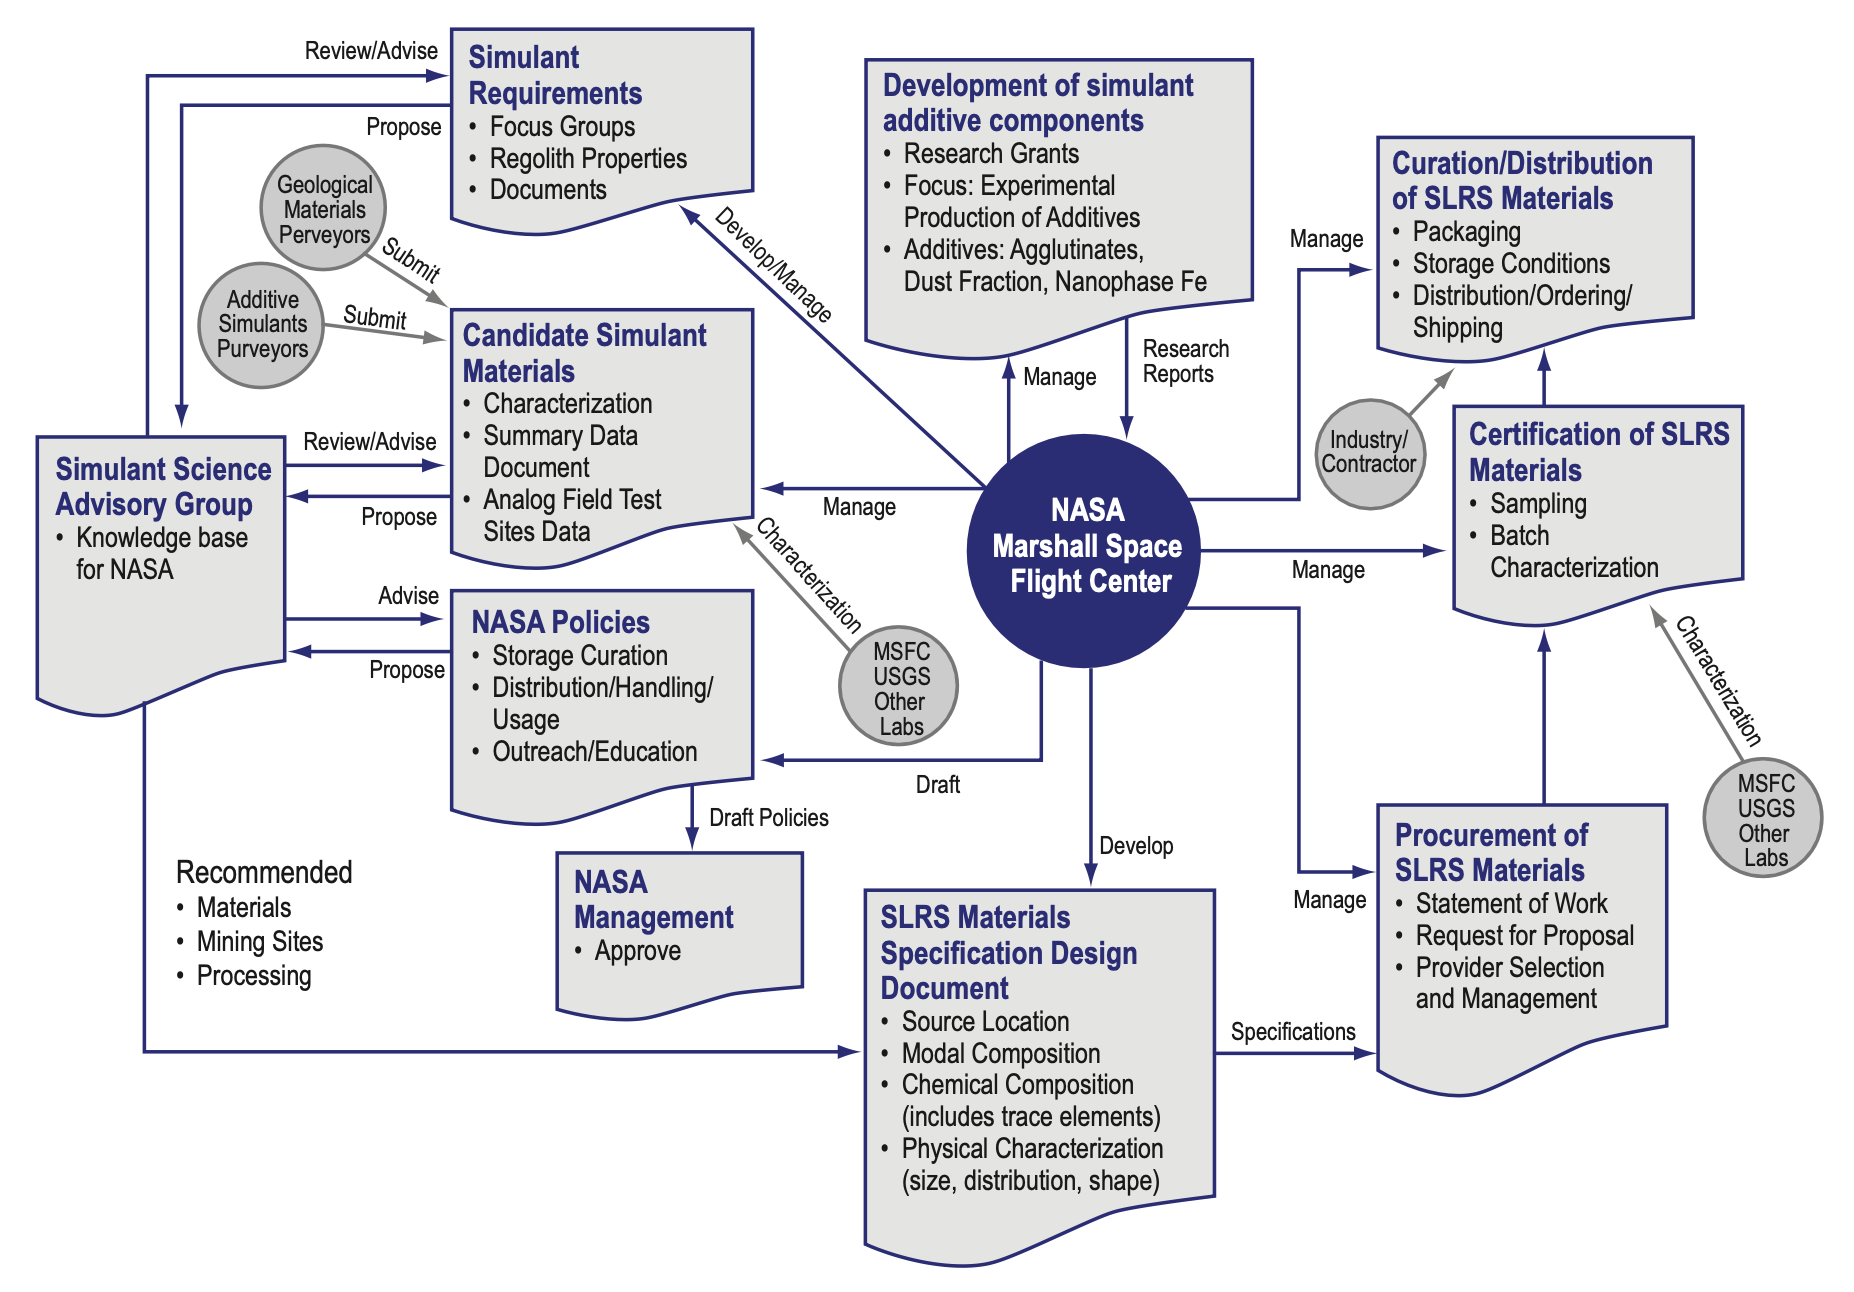 Review/Advise
Propose
Simulant
Requirements
• Focus Groups
• Regolith Properties
• Documents
Geological
Materials
Perveyors
Submit
Additive
Simulants
Purveyors
Submit
Candidate Simulant
Materials
• Characterization
• Summary Data
Document
• Analog Field Test
Sites Data
Simulant Science
Advisory Group
• Knowledge base
for NASA
Review/Advise
Propose
Advise
Propose
NASA Policies
• Storage Curation
• Distribution/Handling/
Usage
• Outreach/Education
Draft Policies
NASA
Management
• Approve
Recommended
• Materials
• Mining Sites
• Processing
Development of simulant
additive components
• Research Grants
• Focus: Experimental
Production of Additives
• Additives: Agglutinates,
Dust Fraction, Nanophase Fe
Develop/Manage
Manage
Research
Reports
Manage
NASA
Marshall Space
Flight Center
Characterization
MSFC
USGS
Other
Labs
Draft
Develop
SLRS Materials
Specification Design
Document
• Source Location
• Modal Composition
• Chemical Composition
(includes trace elements)
• Physical Characterization
(size, distribution, shape)
Specifications
Manage
Curation/Distribution
of SLRS Materials
• Packaging
• Storage Conditions
• Distribution/Ordering/
Shipping
Industry/
Contractor
Certification of SLRS
Materials
• Sampling
• Batch
Characterization
Manage
Characterization
MSFC
USGS
Other
Labs
Manage
Procurement of
SLRS Materials
• Statement of Work
• Request for Proposal
• Provider Selection
and Management